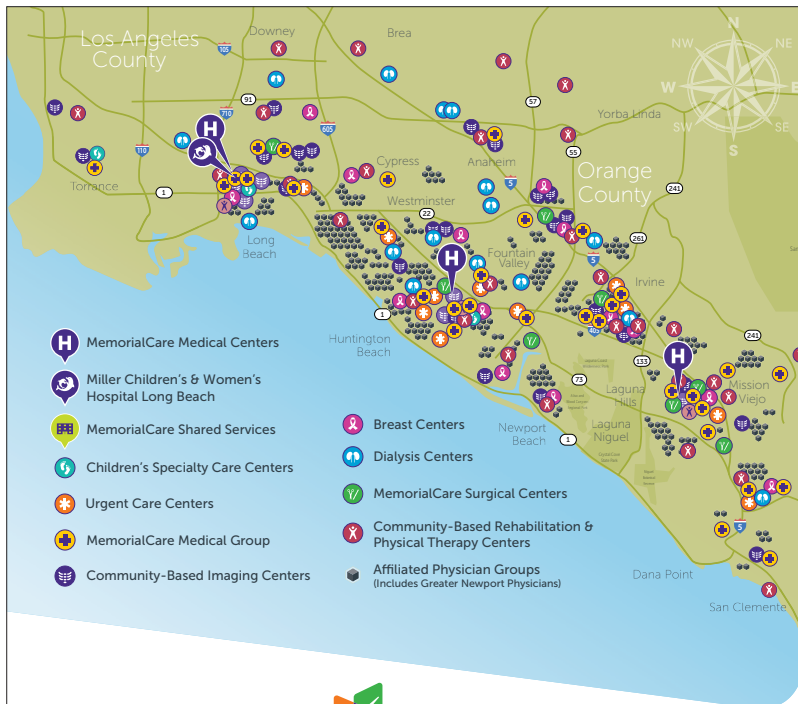 Los Angeles
County
Downey
Brea
N
NW
NE
W
E
SW
SE
S
105
91
710
605
57
Yorba Linda
55
110
Cypress
Anaheim
Orange
County
Torrance
1
5
241
Westminster
22
261
Long
Beach
Fountain
Valley
5
Irvine
1
405
Huntington
Beach
133
241
73
Laguna
Hills
Mission
Viejo
Newport
Beach
Laguna
Niguel
1
5
Dana Point
San Clemente
H MemorialCare Medical Centers
Miller Children's & Women's
Hospital Long Beach
MemorialCare Shared Services
Children's Specialty Care Centers
Urgent Care Centers
MemorialCare Medical Group
Community-Based Imaging Centers
Breast Centers
Dialysis Centers
MemorialCare Surgical Centers
Community-Based Rehabilitation &
Physical Therapy Centers
Affiliated Physician Groups
(Includes Greater Newport Physicians)
H
H
H